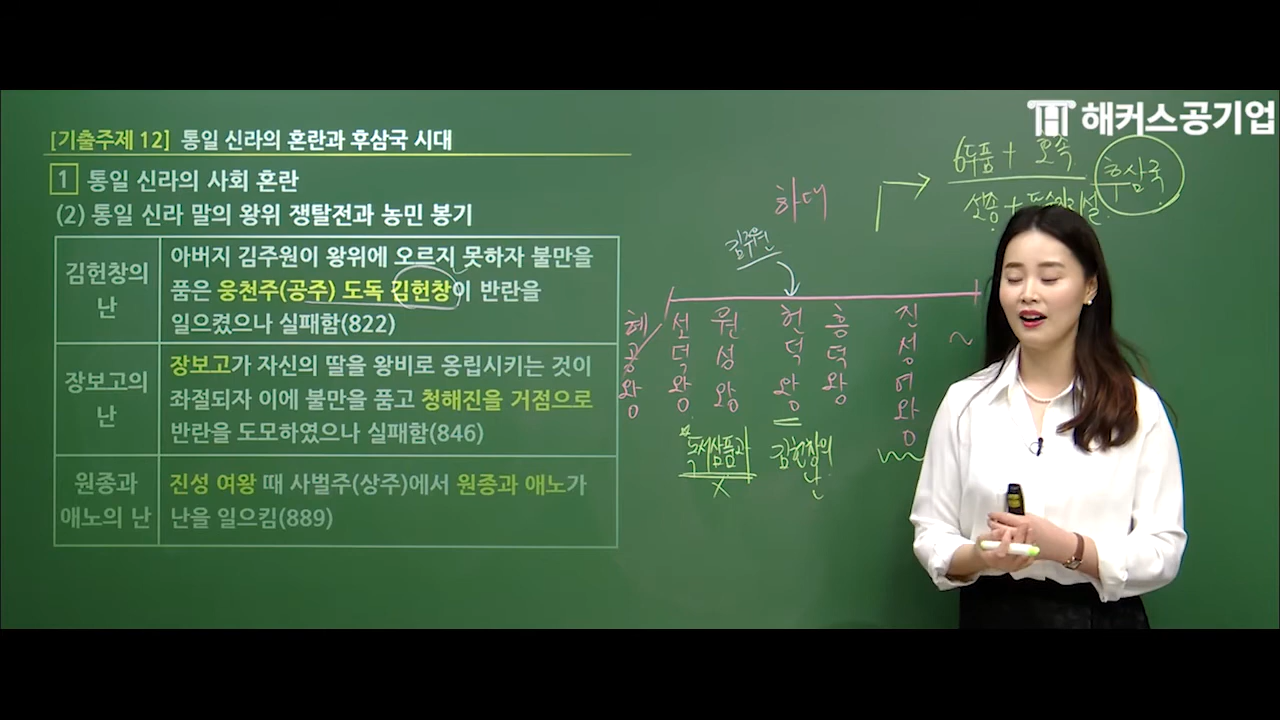 해커스공기업
[기출주제 12] 통일 신라의 혼란과 후삼국 시대
1 통일 신라의 사회 혼란
(2) 통일 신라 말의 왕위 쟁탈전과 농민 봉기
김헌창의
난
아버지 김주원이 왕위에 오르지 못하자 불만을
품은 웅천주(공주) 도독 김헌창이 반란을
일으켰으나 실패함(822)
장보고의
난
장보고가 자신의 딸을 왕비로 옹립시키는 것이
좌절되자 이에 불만을 품고 청해진을 거점으로
반란을 도모하였으나 실패함(846)
원종과
애노의 난
진성 여왕 때 사벌주(상주)에서 원종과 애노가
난을 일으킴(889)
하대
6두품 + 호족
선종 +
후삼국
김주원
혜공왕
선덕왕
원성왕
헌덕왕
흥덕왕
진성여왕
~
독서삼품과
X
김헌창의
난